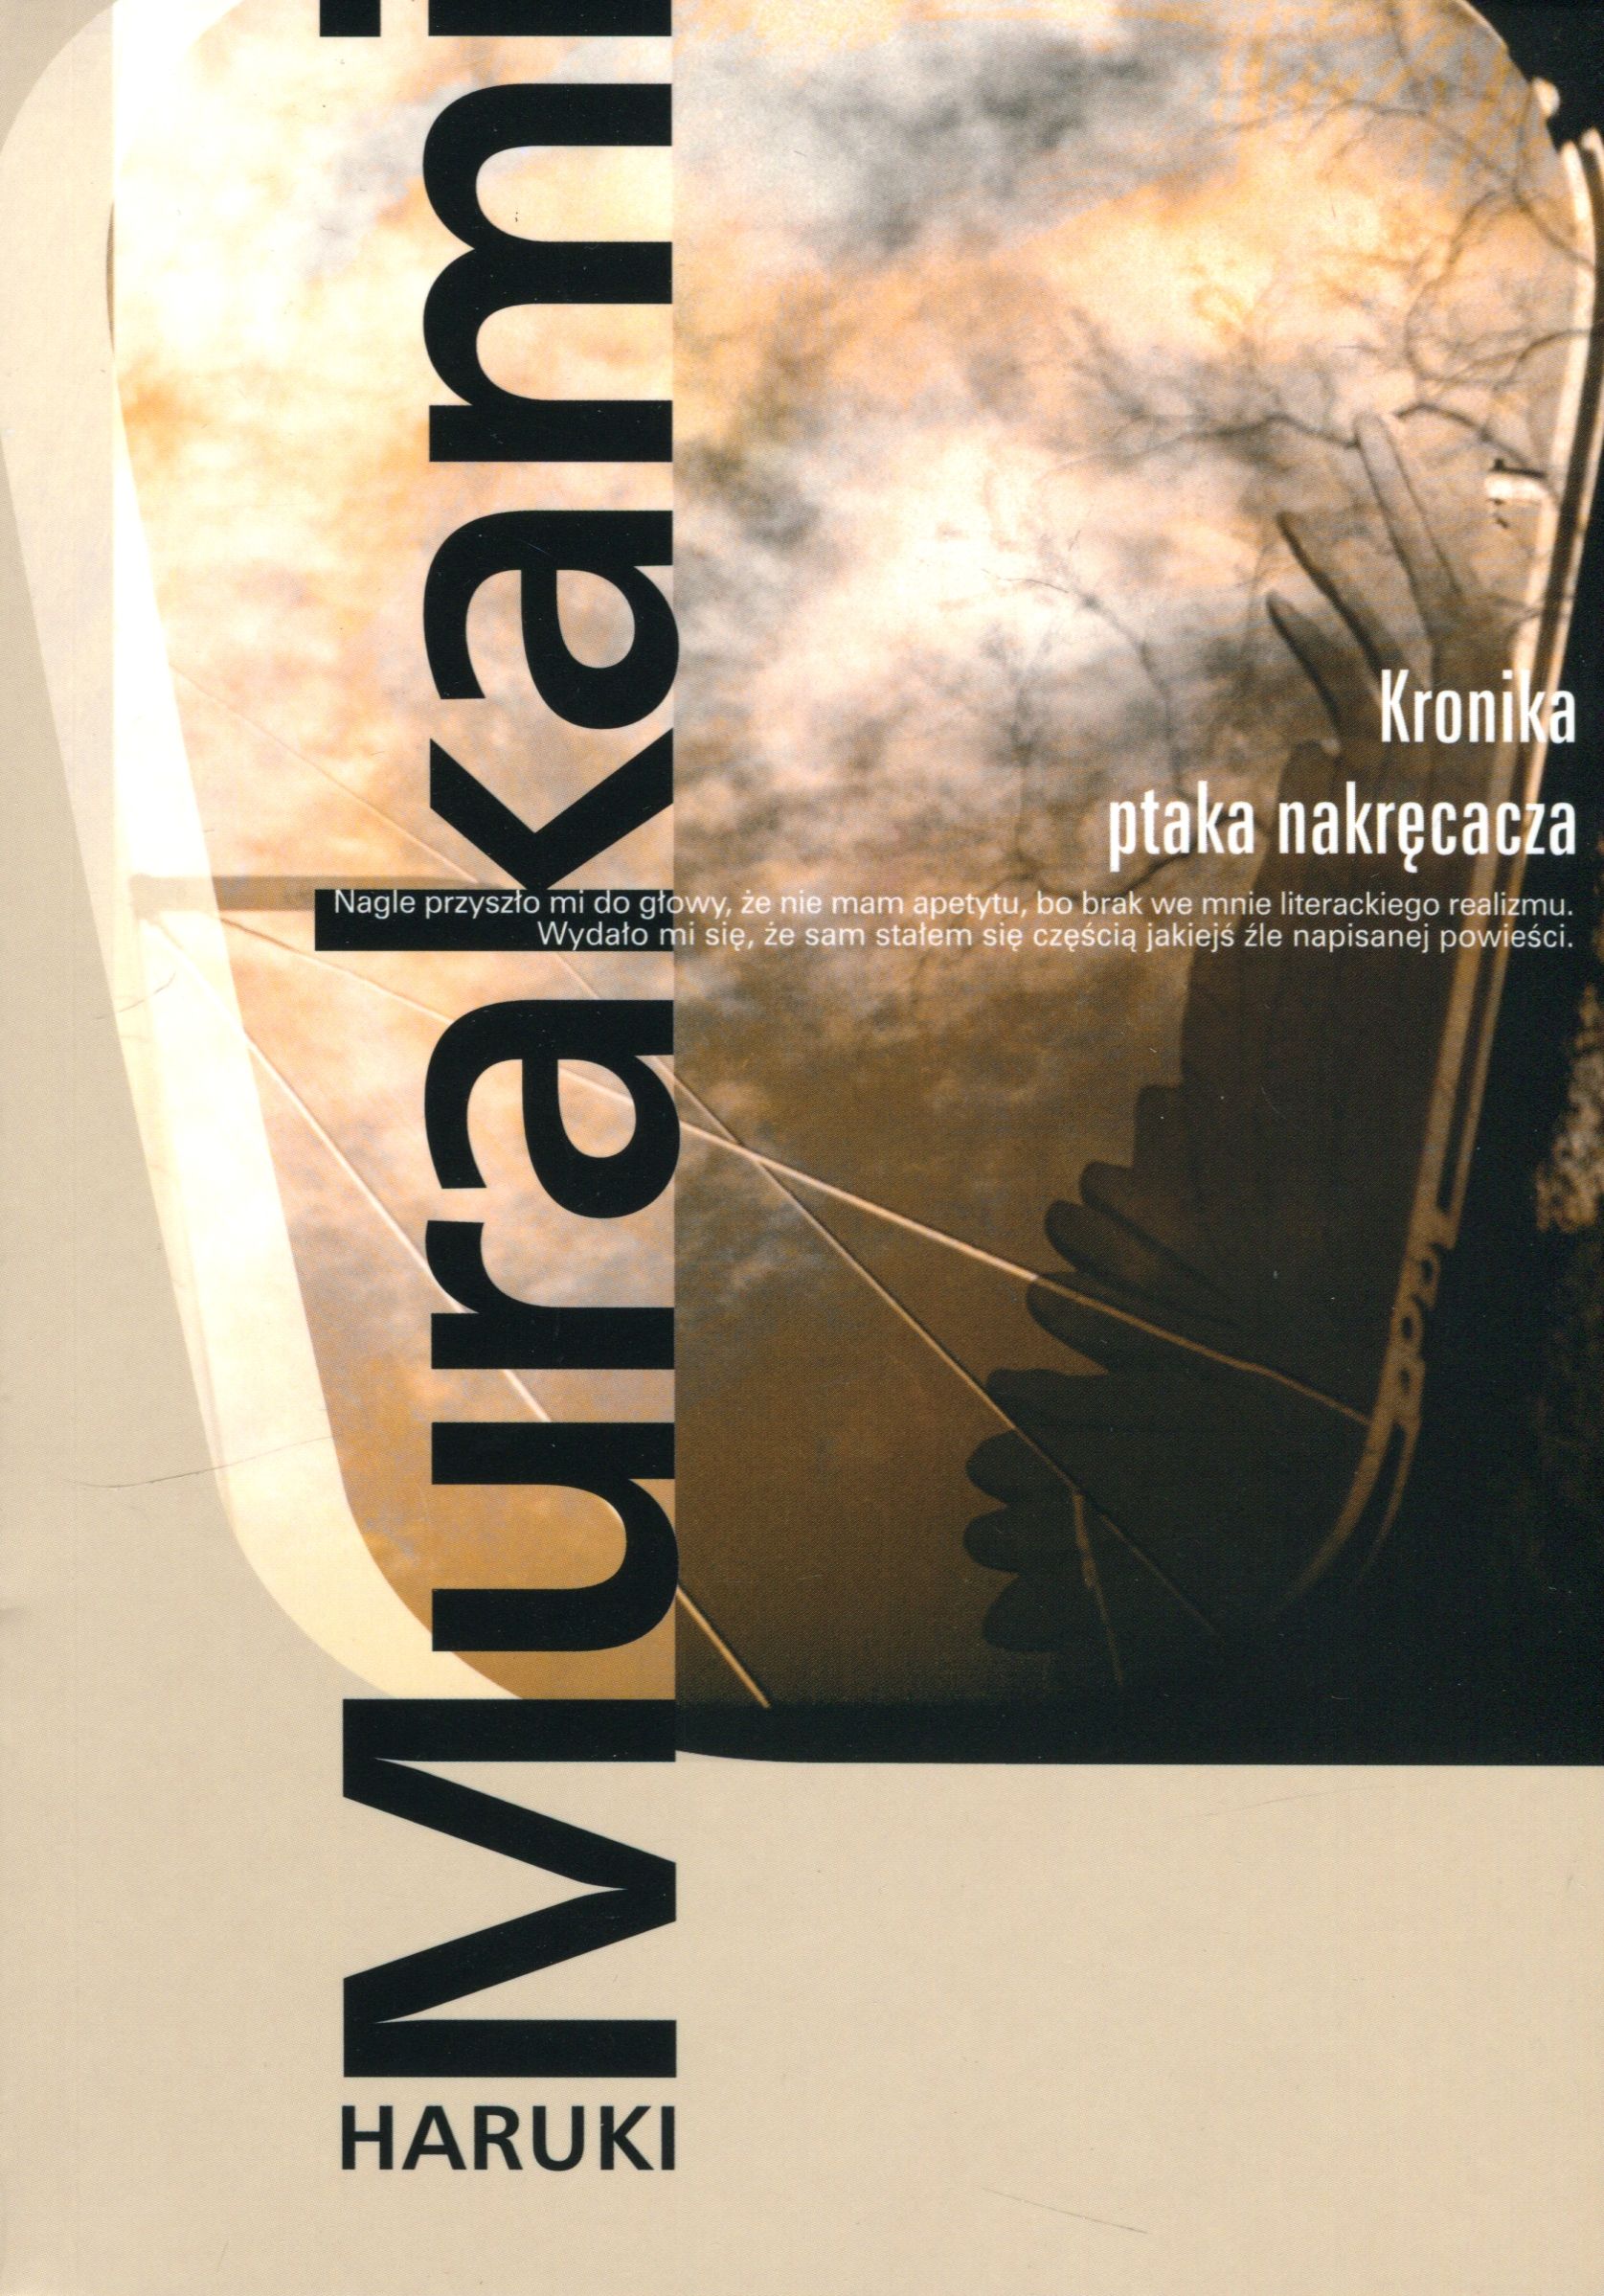 HARUKI
Murakami
Kronika
ptaka nakręcacza
Nagle przyszło mi do głowy, że nie mam apetytu, bo brak we mnie literackiego realizmu.
Wydało mi się, że sam stałem się częścią jakiejś źle napisanej powieści.